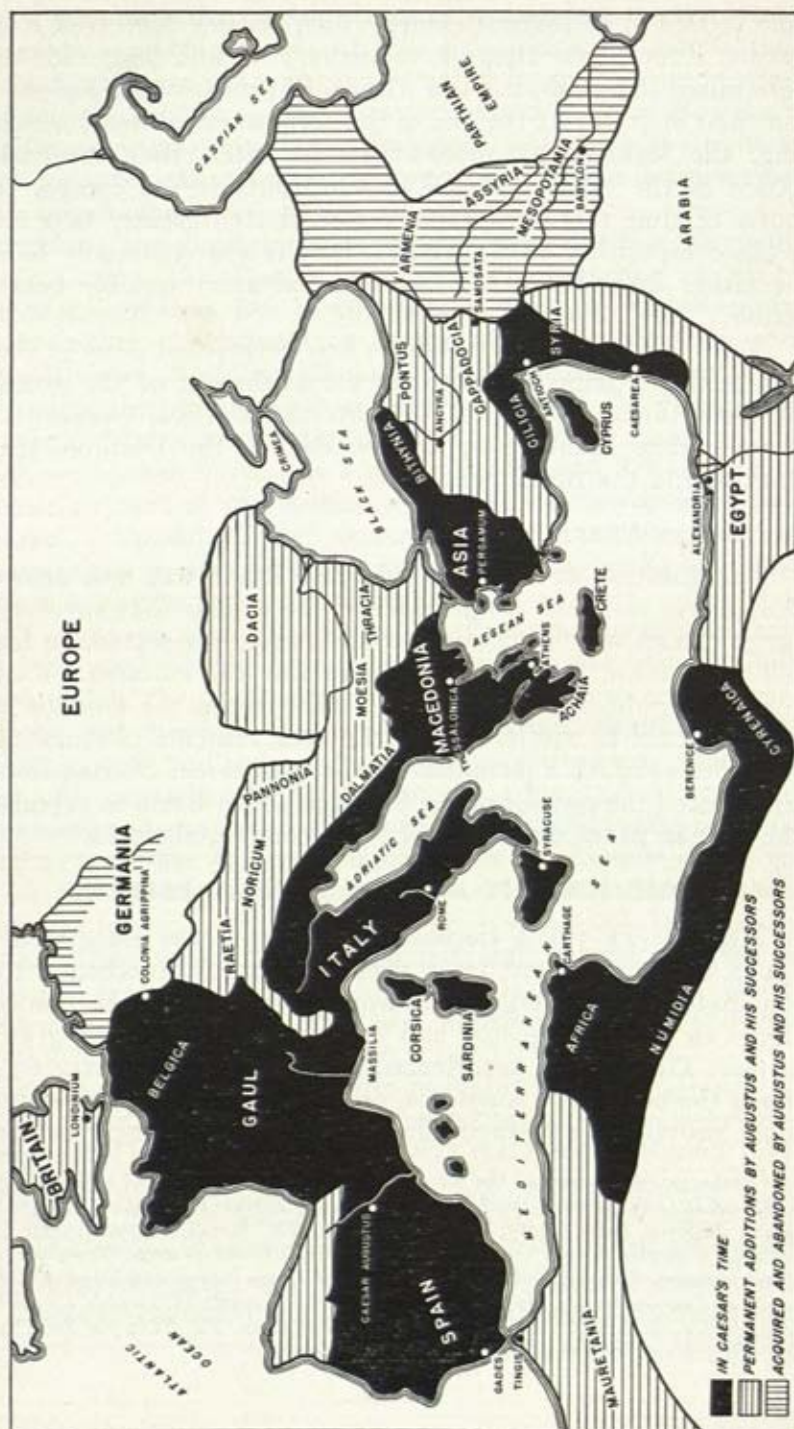 EUROPE
ATLANTIC
OCEAN
BRITAIN
LONDINIUM
GERMANIA
COLONIA AGRIPPINA
BELGICA
GAUL
RAETIA
NORICUM
PANNONIA
DACIA
MOESIA
THRACIA
CRIMEA
BLACK SEA
CASPIAN SEA
SPAIN
CAESAR AUGUSTUS
GADES
TINGIS
MASSILIA
CORSICA
SARDINIA
ITALY
ROME
ADRIATIC SEA
DALMATIA
MACEDONIA
THESSALONICA
ACHAIA
ATHENS
AEGEAN SEA
CRETE
ASIA
PERGAMUM
BITHYNIA
PONTUS
ANCYRA
CAPPADOCIA
CILICIA
ANTIOCH
SYRIA
CYPRUS
CAESAREA
SAMOSATA
ARMENIA
ASSYRIA
MESOPOTAMIA
BABYLON
PARTHIAN
EMPIRE
ARABIA
MEDITERRANEAN SEA
SYRACUSE
CARTHAGE
AFRICA
NUMIDIA
MAURETANIA
BERENICE
CYRENAICA
ALEXANDRIA
EGYPT
IN CAESAR'S TIME
PERMANENT ADDITIONS BY AUGUSTUS AND HIS SUCCESSORS
ACQUIRED AND ABANDONED BY AUGUSTUS AND HIS SUCCESSORS